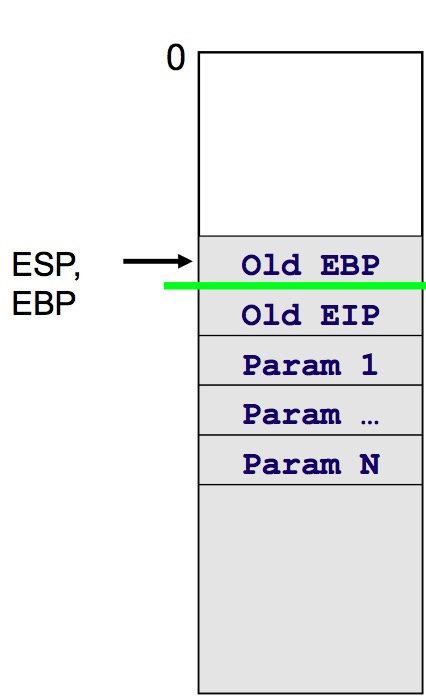 0
ESP,
EBP
Old EBP
Old EIP
Param 1
Param …
Param N